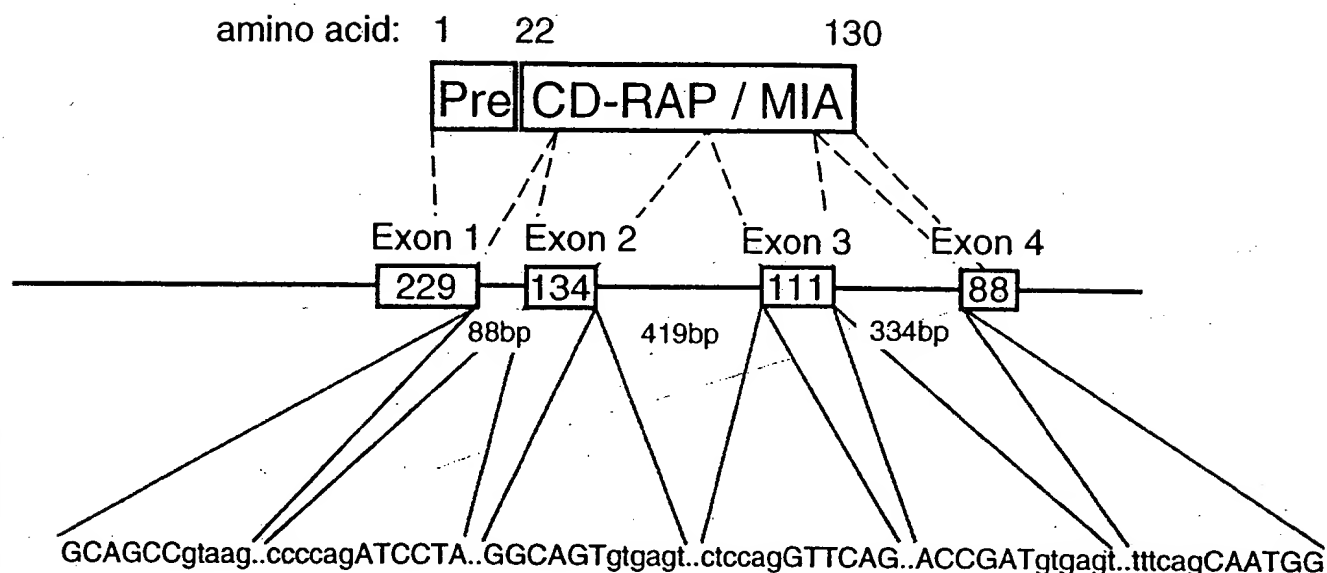 amino acid: 1 22 130
Pre CD-RAP / MIA
Exon 1 Exon 2 Exon 3 Exon 4
229 134 111 88
88bp 419bp 334bp
GCAGCCgtaag..ccccagATCCTA..GGCAGTgtgagt..ctccagGTTCAG..ACCGATgtgagt..tttcagCAATGG